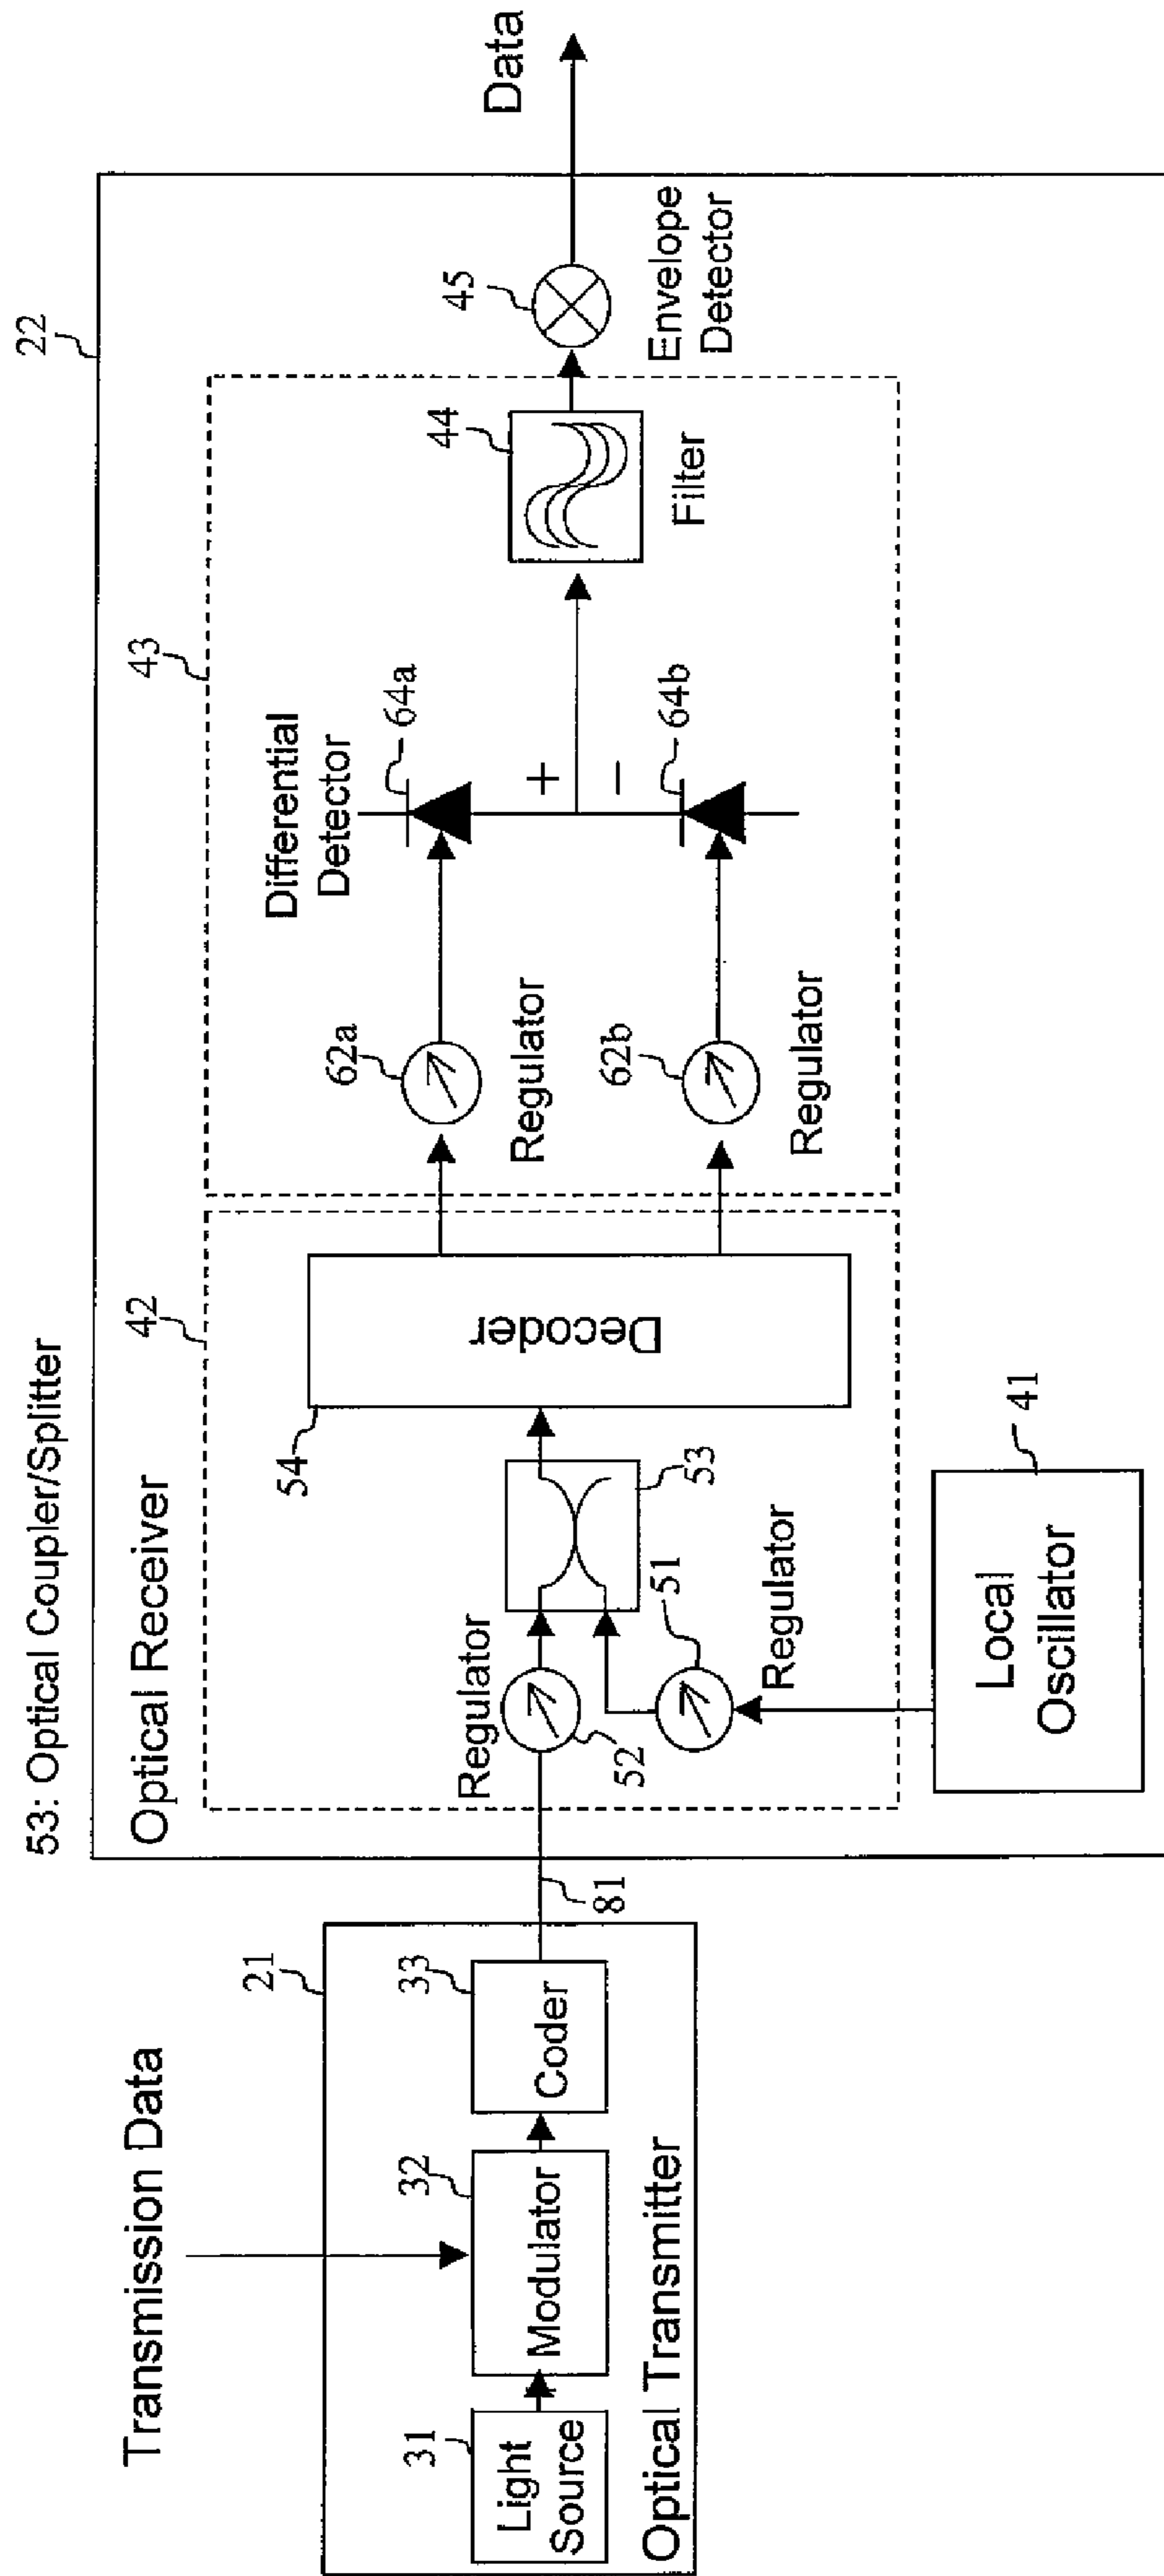 53: Optical Coupler/Splitter
22
Optical Receiver
42
43
Transmission Data
21
31
Light
Source
32
Modulator
33
Coder
Optical Transmitter
81
Regulator
52
51
Regulator
53
54
Decoder
41
Local
Oscillator
62a
Regulator
62b
Regulator
Differential
Detector
64a
+
−
64b
44
Filter
45
Envelope
Detector
Data